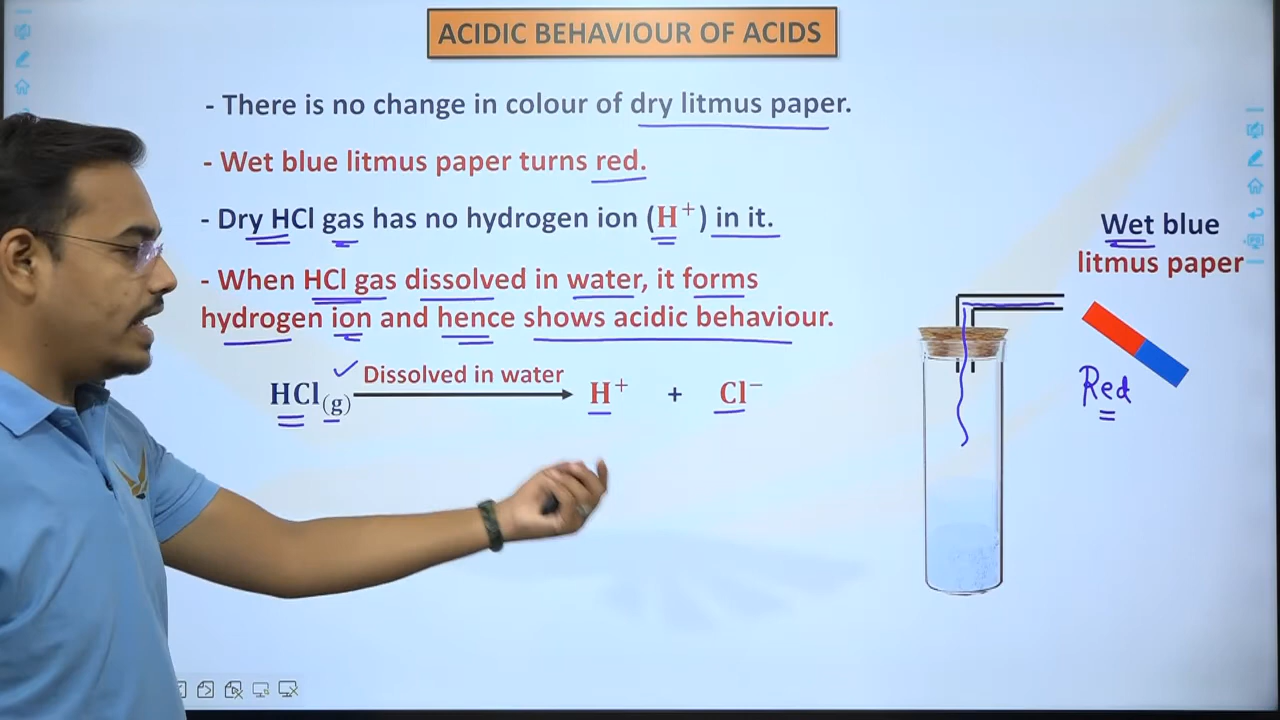 ACIDIC BEHAVIOUR OF ACIDS
- There is no change in colour of dry litmus paper.
- Wet blue litmus paper turns red.
- Dry HCl gas has no hydrogen ion (H⁺) in it.
- When HCl gas dissolved in water, it forms
hydrogen ion and hence shows acidic behaviour.
HCl(g) Dissolved in water H⁺ + Cl⁻
Wet blue
litmus paper
Red